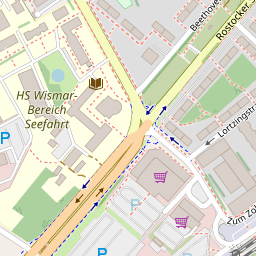 Beethove
Rostocker
HS Wismar-
Bereich
Seefahrt
Lortzingstr
P
P
P
P
P
Zum Zol